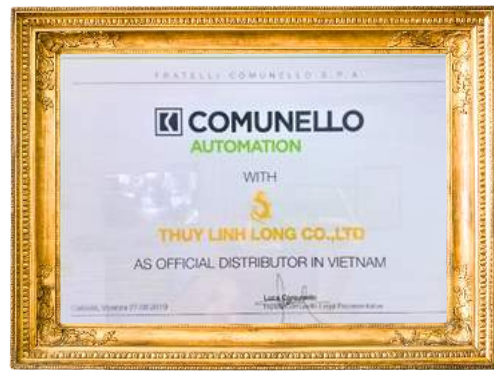 FRATELLI COMUNELLO S.P.A.
COMUNELLO
AUTOMATION
WITH
THUY LINH LONG CO.,LTD
AS OFFICIAL DISTRIBUTOR IN VIETNAM
Luca Comunello